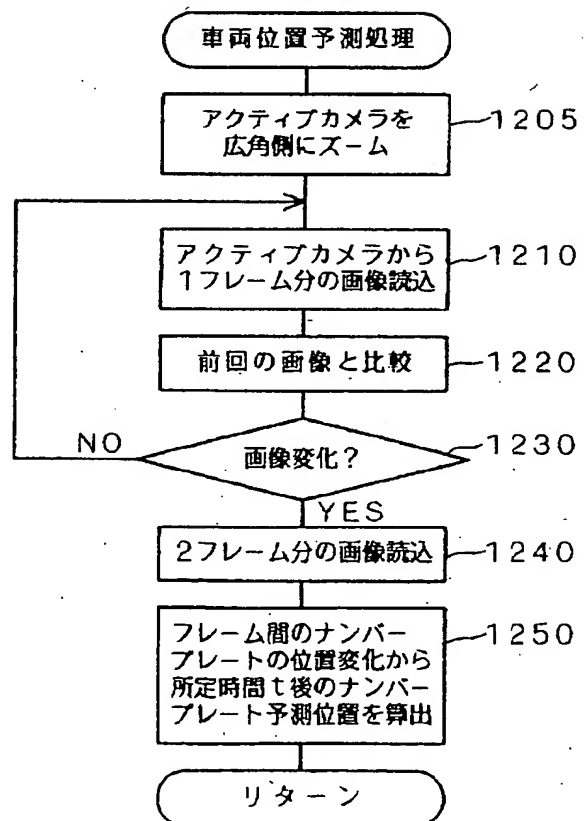 車両位置予測処理
アクティブカメラを
広角側にズーム
1205
アクティブカメラから
1フレーム分の画像読込
1210
前回の画像と比較
1220
画像変化?
1230
NO
YES
2フレーム分の画像読込
1240
フレーム間のナンバー
プレートの位置変化から
所定時間t後のナンバー
プレート予測位置を算出
1250
リターン